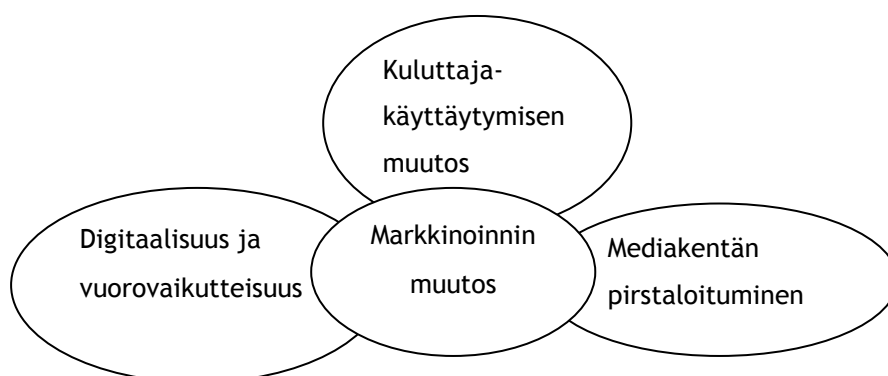 Kuluttaja-
käyttäytymisen
muutos
Digitaalisuus ja
vuorovaikutteisuus
Markkinoinnin
muutos
Mediakentän
pirstaloituminen